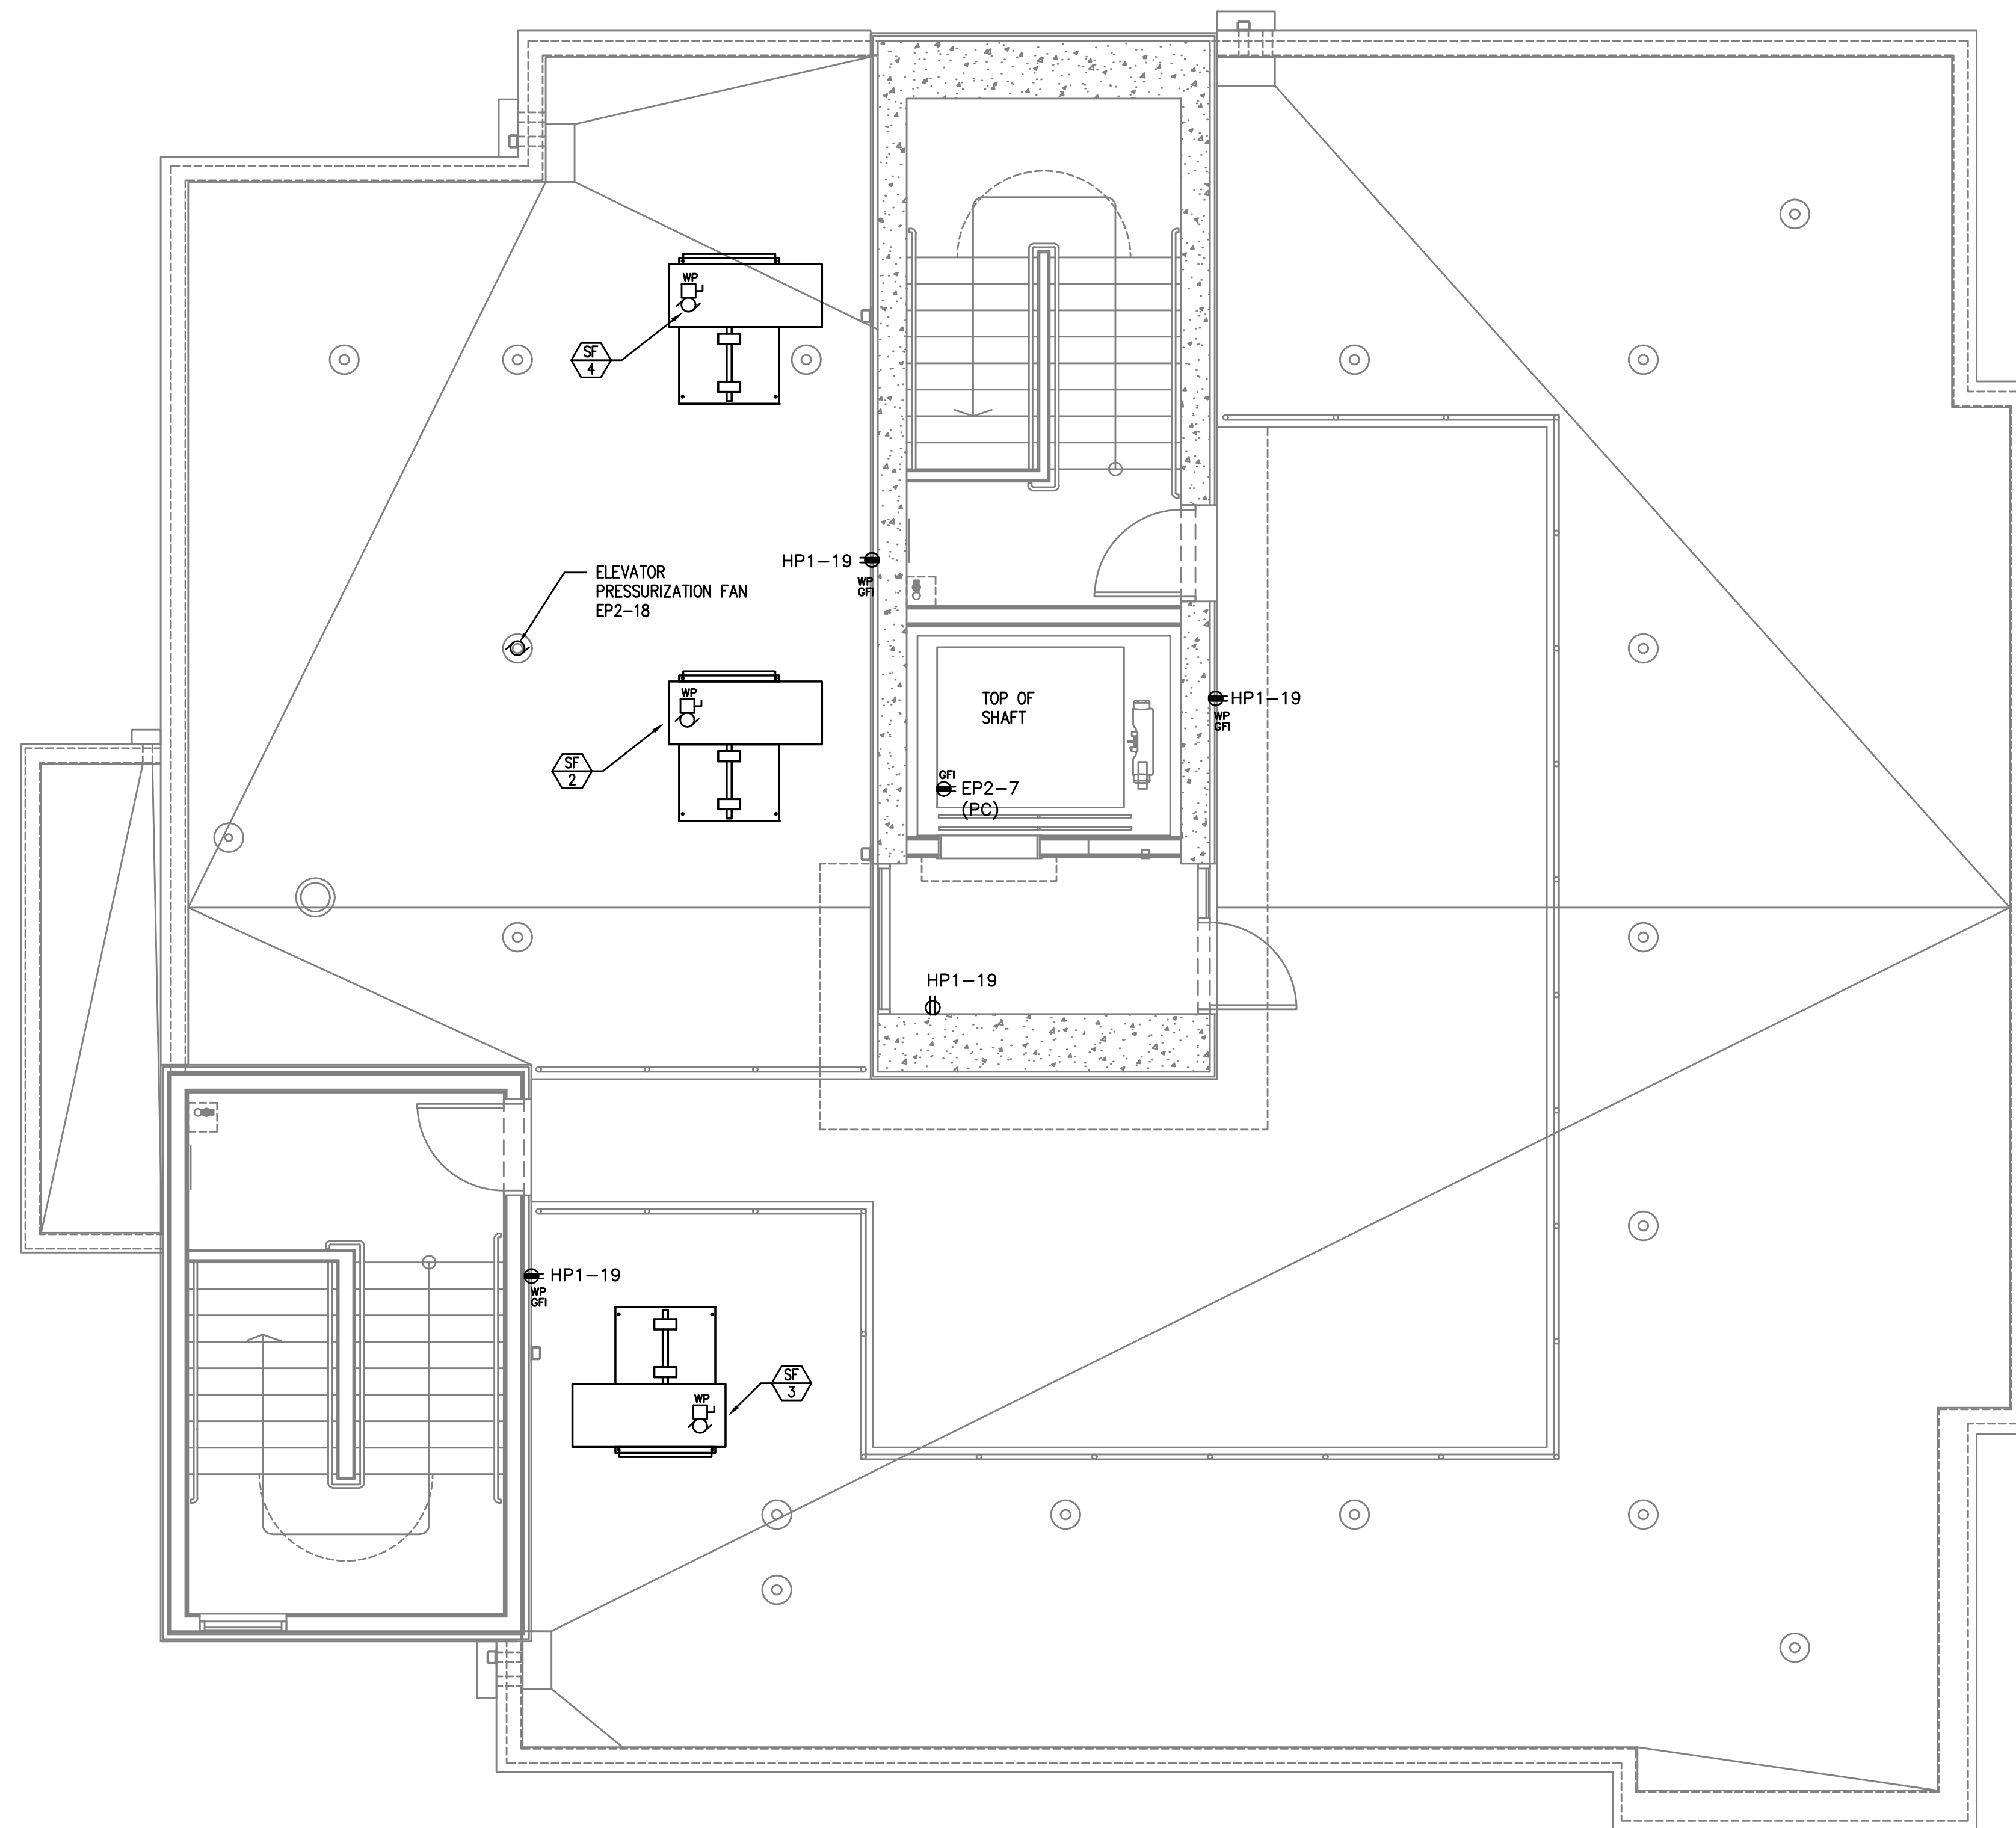 WP
SF
4
HP1-19
WP
GFI
ELEVATOR
PRESSURIZATION FAN
EP2-18
WP
SF
2
TOP OF
SHAFT
HP1-19
WP
GFI
GFI
EP2-7
(PC)
HP1-19
HP1-19
WP
GFI
SF
3
WP